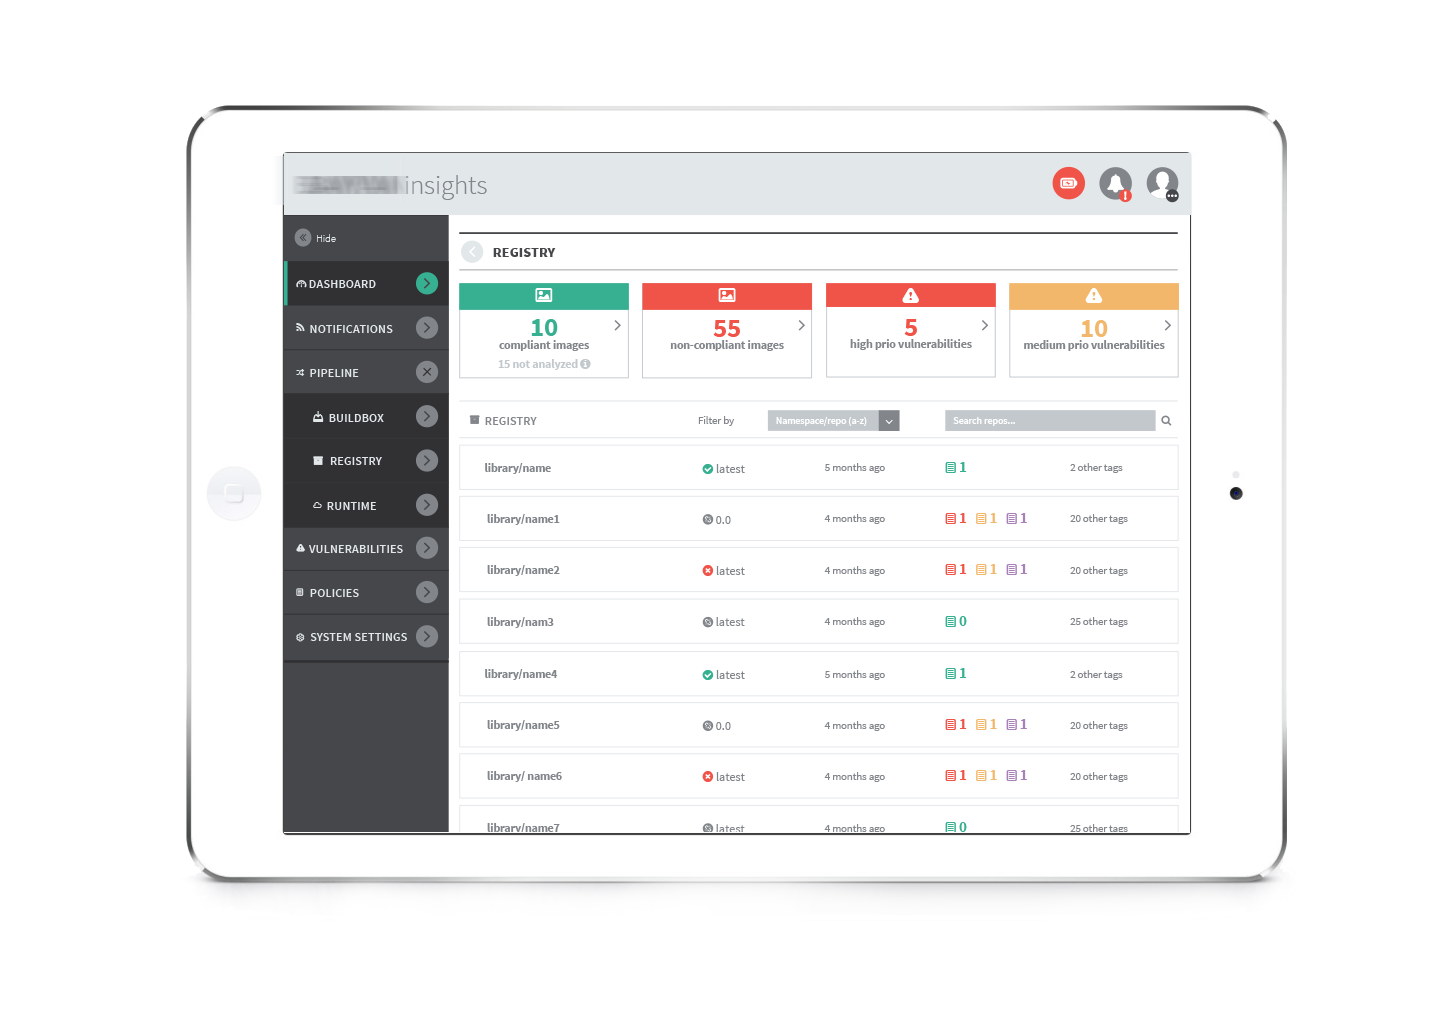 insights
Hide
DASHBOARD
NOTIFICATIONS
PIPELINE
BUILDBOX
REGISTRY
RUNTIME
VULNERABILITIES
POLICIES
SYSTEM SETTINGS
REGISTRY
10
compliant images
15 not analyzed
55
non-compliant images
5
high prio vulnerabilities
10
medium prio vulnerabilities
REGISTRY Filter by Namespace/repo (a-z) Search repos...
library/name latest 5 months ago 1 2 other tags
library/name1 0.0 4 months ago 1 1 1 20 other tags
library/name2 latest 4 months ago 1 1 1 20 other tags
library/nam3 latest 4 months ago 0 25 other tags
library/name4 latest 5 months ago 1 2 other tags
library/name5 0.0 4 months ago 1 1 1 20 other tags
library/ name6 latest 4 months ago 1 1 1 20 other tags
library/name7 latest 4 months ago 0 25 other tags